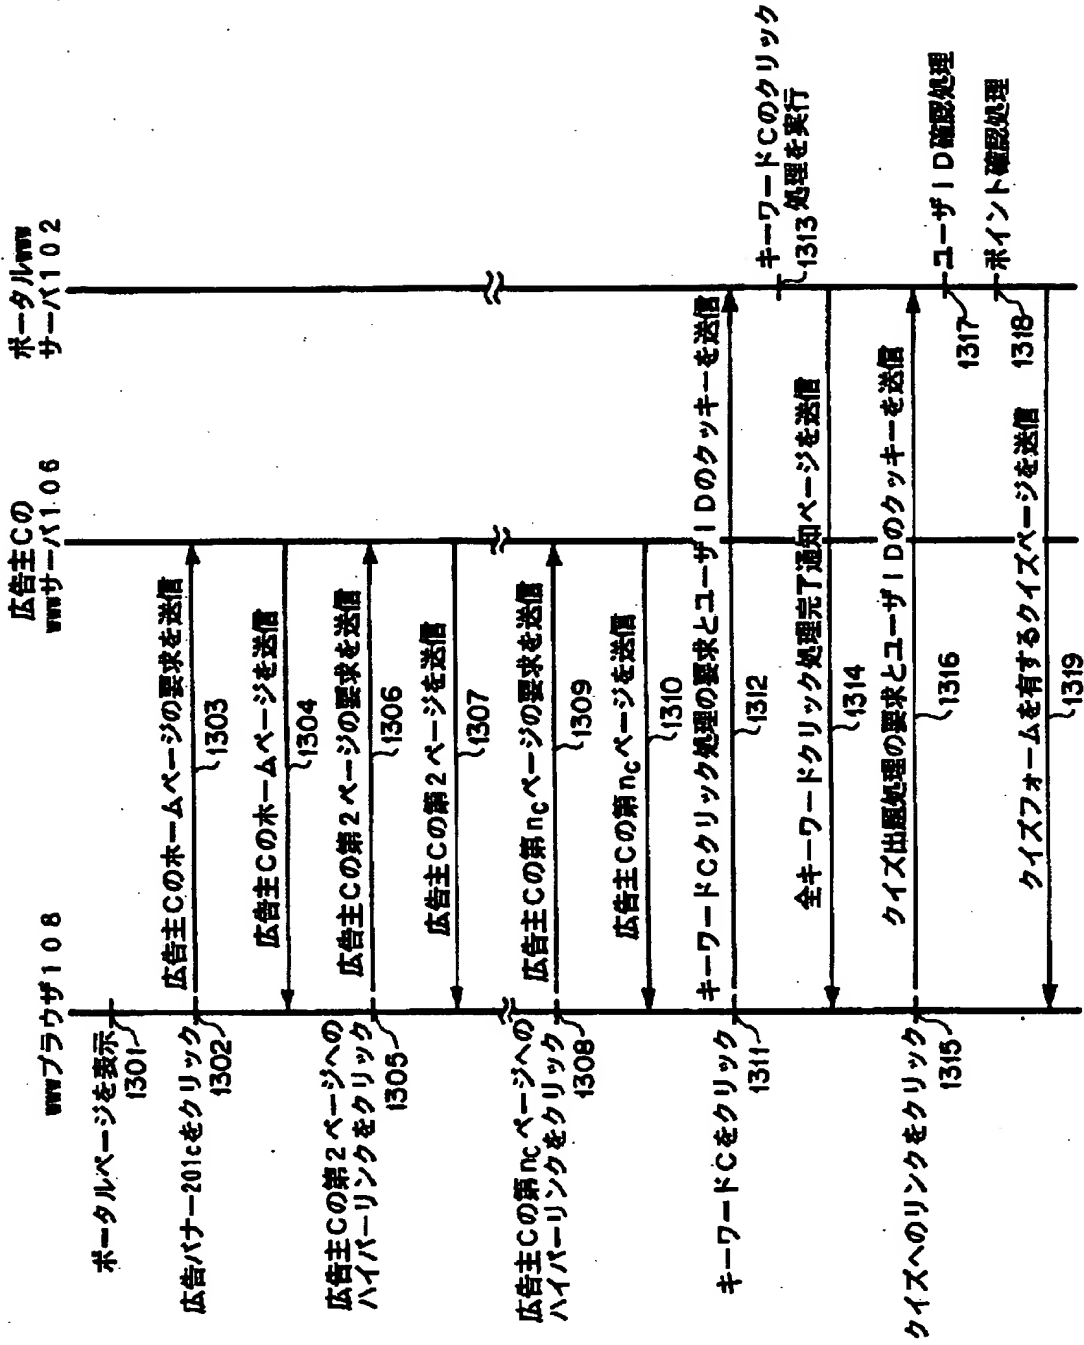 wwwブラウザ108
広告主Cの
wwwサーバ106
ポータルwww
サーバ102
ポータルページを表示
1301
広告バナー201cをクリック
1302
広告主Cのホームページの要求を送信
1303
広告主Cのホームページを送信
1304
広告主Cの第2ページへの
ハイパーリンクをクリック
1305
広告主Cの第2ページの要求を送信
1306
広告主Cの第2ページを送信
1307
広告主Cの第ncページへの
ハイパーリンクをクリック
1308
広告主Cの第ncページの要求を送信
1309
広告主Cの第ncページを送信
1310
キーワードCをクリック
1311
キーワードCクリック処理の要求とユーザIDのクッキーを送信
1312
キーワードCのクリック
処理を実行
1313
全キーワードクリック処理完了通知ページを送信
1314
クイズへのリンクをクリック
1315
クイズ出題処理の要求とユーザIDのクッキーを送信
1316
ユーザID確認処理
1317
ポイント確認処理
1318
クイズフォームを有するクイズページを送信
1319